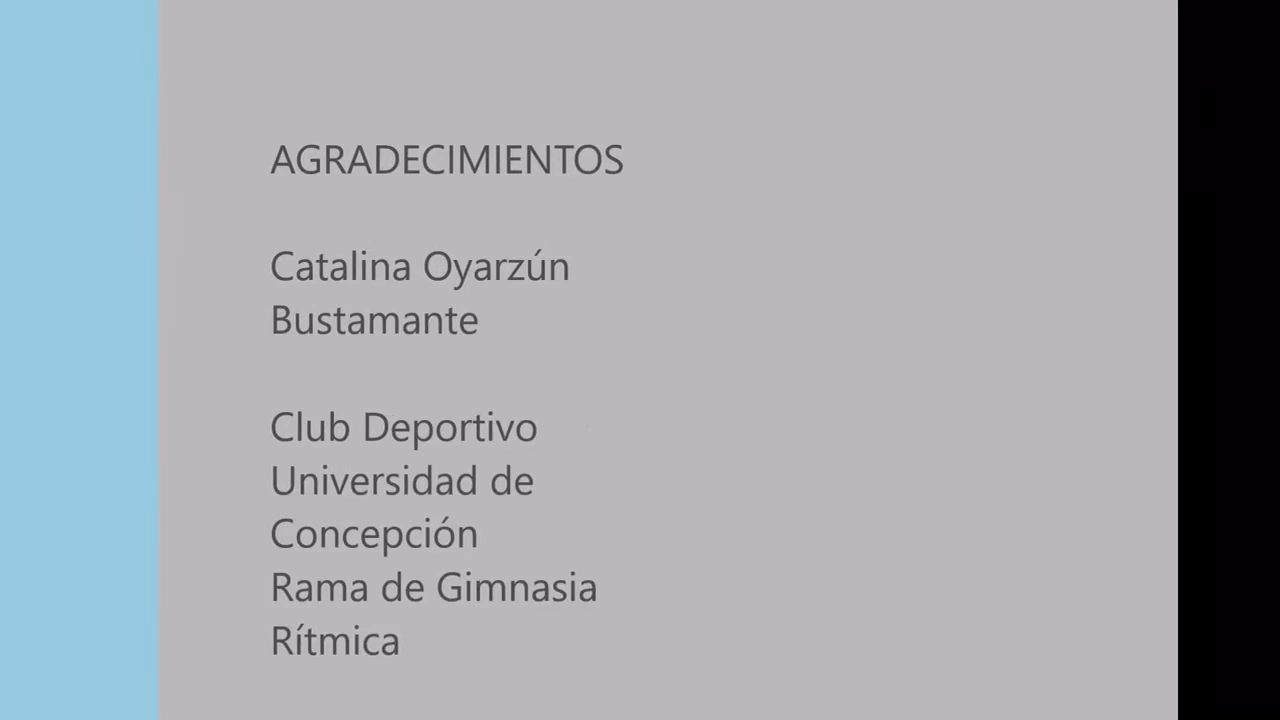 AGRADECIMIENTOS
Catalina Oyarzún
Bustamante
Club Deportivo
Universidad de
Concepción
Rama de Gimnasia
Rítmica